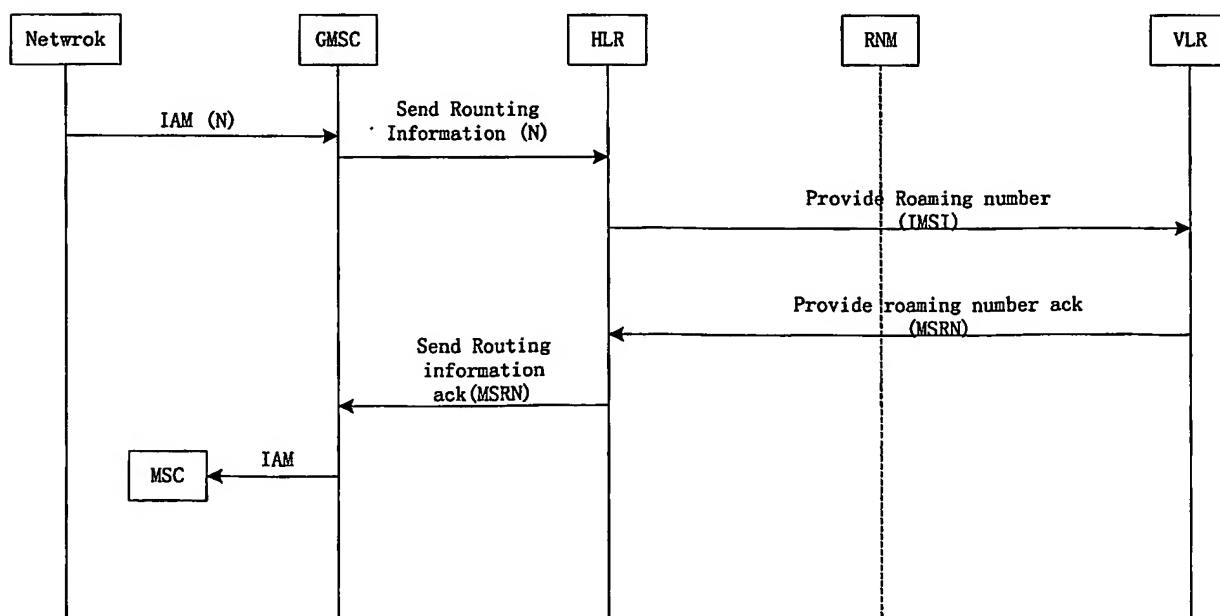 Netwrok
GMSC
HLR
RNM
VLR
IAM (N)
Send Rounting
Information (N)
Provide Roaming number
(IMSI)
Provide roaming number ack
(MSRN)
Send Routing
information
ack(MSRN)
MSC
IAM